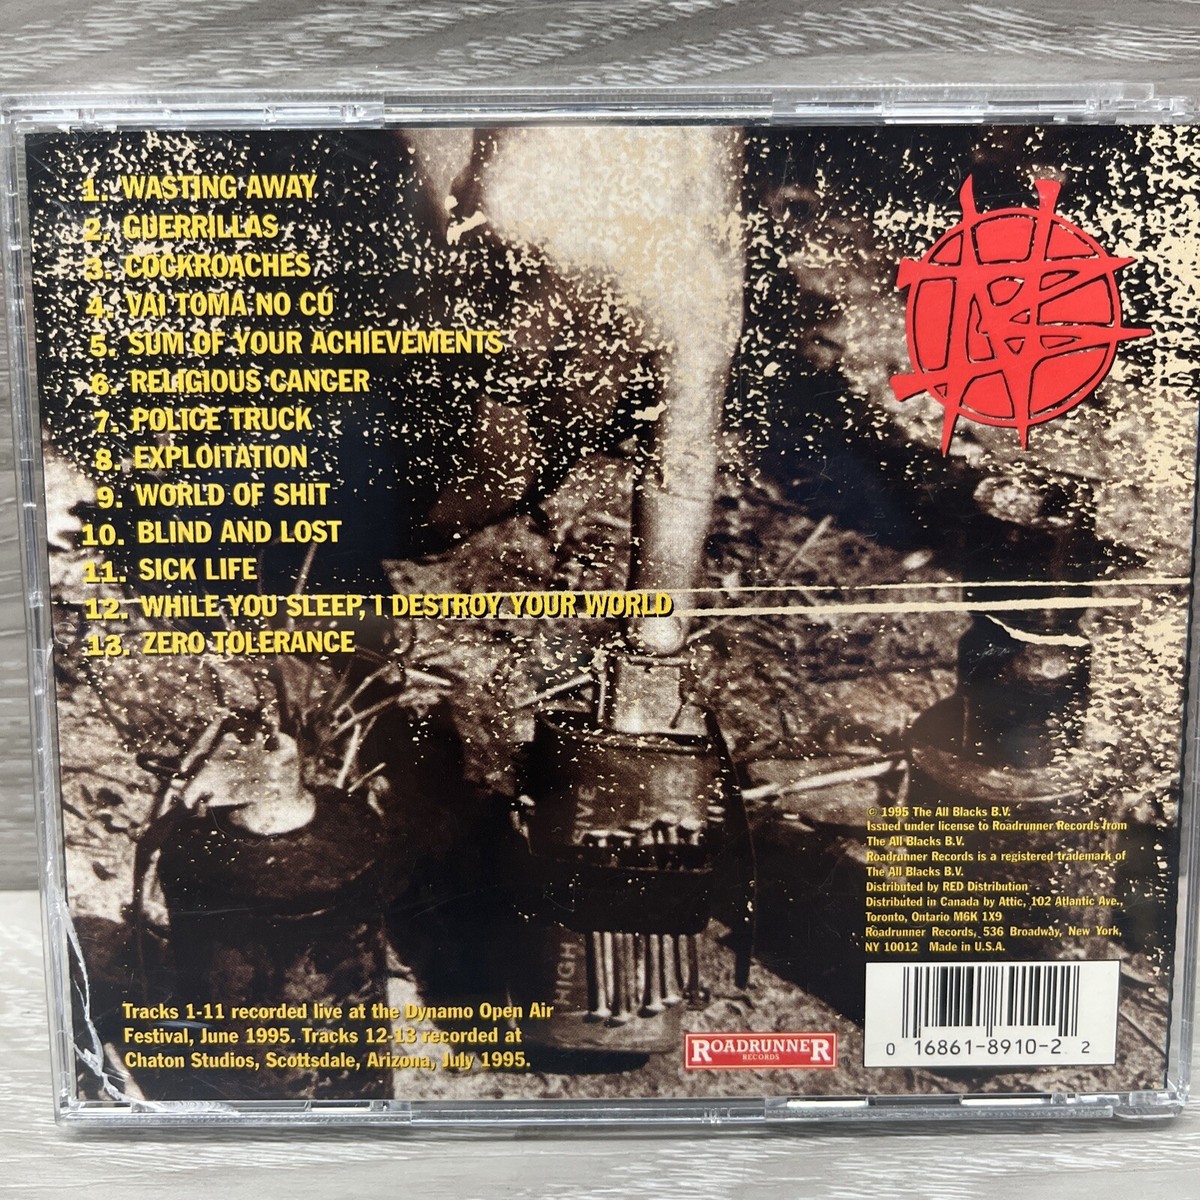 1. WASTING AWAY
2. GUERRILLAS
3. COCKROACHES
4. VAI TOMA NO CÚ
5. SUM OF YOUR ACHIEVEMENTS
6. RELIGIOUS CANCER
7. POLICE TRUCK
8. EXPLOITATION
9. WORLD OF SHIT
10. BLIND AND LOST
11. SICK LIFE
12. WHILE YOU SLEEP, I DESTROY YOUR WORLD
13. ZERO TOLERANCE
HIGH
© 1995 The All Blacks B.V.
Issued under license to Roadrunner Records from
The All Blacks B.V.
Roadrunner Records is a registered trademark of
The All Blacks B.V.
Distributed by RED Distribution
Distributed in Canada by Attic, 102 Atlantic Ave.,
Toronto, Ontario M6K 1X9
Roadrunner Records, 536 Broadway, New York,
NY 10012 Made in U.S.A.
Tracks 1-11 recorded live at the Dynamo Open Air
Festival, June 1995. Tracks 12-13 recorded at
Chaton Studios, Scottsdale, Arizona, July 1995.
ROADRUNNER
RECORDS
0 16861-8910-2 2